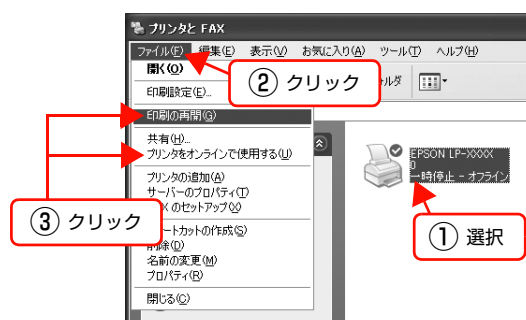 プリンタと FAX
ファイル(F) 編集(E) 表示(V) お気に入り(A) ツール(T) ヘルプ(H)
開く(O)
② クリック
ルダ
印刷設定(E)...
印刷の再開(G)
共有(H)...
プリンタをオンラインで使用する(U)
EPSON LP-XXXX
0
一時停止 - オフライン
プリンタの追加(A)
サーバーのプロパティ(T)
のセットアップ(X)
③ クリック
① 選択
ートカットの作成(S)
削除(D)
名前の変更(M)
プロパティ(R)
閉じる(C)